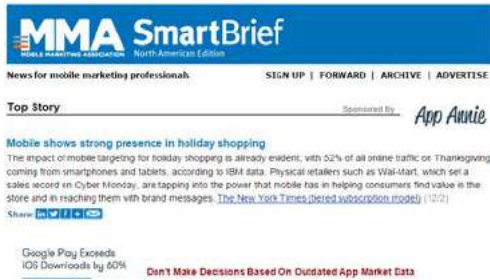 MMA SmartBrief
MOBILE MARKETING ASSOCIATION North American Edition
News for mobile marketing professionals SIGN UP | FORWARD | ARCHIVE | ADVERTISE
Top Story Sponsored By App Annie
Mobile shows strong presence in holiday shopping
The impact of mobile targeting for holiday shopping is already evident, with 52% of all online traffic on Thanksgiving
coming from smartphones and tablets, according to IBM data. Physical retailers such as Wal-Mart, which set a
sales record on Cyber Monday, are tapping into the power that mobile has in helping consumers find value in the
store and in reaching them with brand messages. The New York Times (tiered subscription model) (12/2)
Share
Google Play Exceeds
iOS Downloads by 60%
Don't Make Decisions Based On Outdated App Market Data